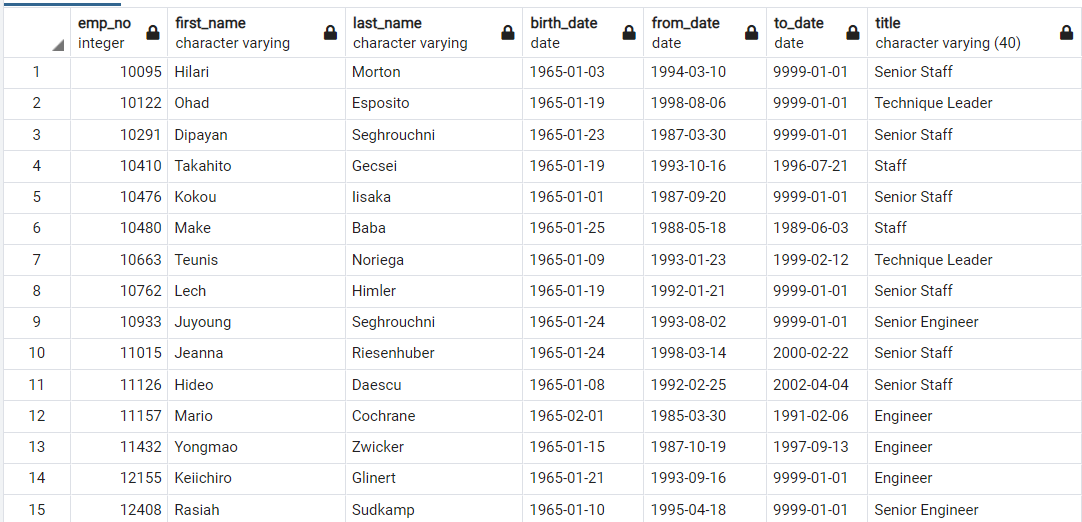 emp_no first_name last_name birth_date from_date to_date title
integer character varying character varying date date date character varying (40)
1 10095 Hilari Morton 1965-01-03 1994-03-10 9999-01-01 Senior Staff
2 10122 Ohad Esposito 1965-01-19 1998-08-06 9999-01-01 Technique Leader
3 10291 Dipayan Seghrouchni 1965-01-23 1987-03-30 9999-01-01 Senior Staff
4 10410 Takahito Gecsei 1965-01-19 1993-10-16 1996-07-21 Staff
5 10476 Kokou Iisaka 1965-01-01 1987-09-20 9999-01-01 Senior Staff
6 10480 Make Baba 1965-01-25 1988-05-18 1989-06-03 Staff
7 10663 Teunis Noriega 1965-01-09 1993-01-23 1999-02-12 Technique Leader
8 10762 Lech Himler 1965-01-19 1992-01-21 9999-01-01 Senior Staff
9 10933 Juyoung Seghrouchni 1965-01-24 1993-08-02 9999-01-01 Senior Engineer
10 11015 Jeanna Riesenhuber 1965-01-24 1998-03-14 2000-02-22 Senior Staff
11 11126 Hideo Daescu 1965-01-08 1992-02-25 2002-04-04 Senior Staff
12 11157 Mario Cochrane 1965-02-01 1985-03-30 1991-02-06 Engineer
13 11432 Yongmao Zwicker 1965-01-15 1987-10-19 1997-09-13 Engineer
14 12155 Keiichiro Glinert 1965-01-21 1993-09-16 9999-01-01 Engineer
15 12408 Rasiah Sudkamp 1965-01-10 1995-04-18 9999-01-01 Senior Engineer